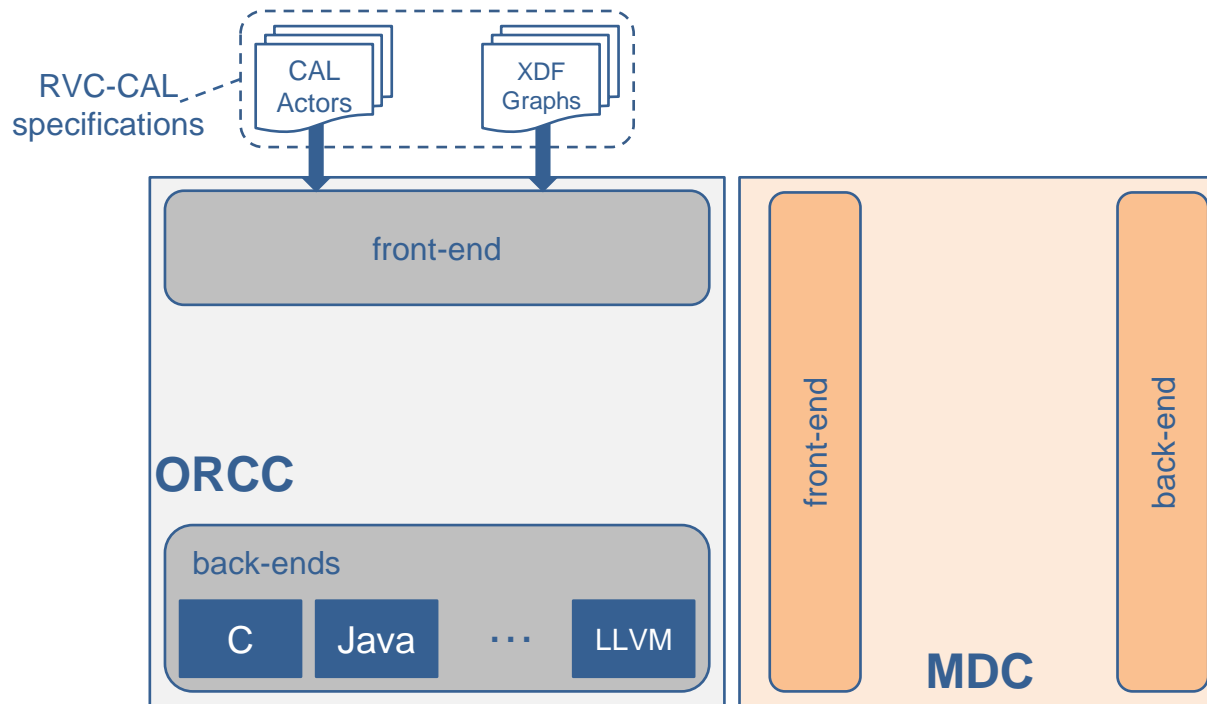 CAL
Actors
XDF
Graphs
RVC-CAL
specifications
front-end
ORCC
back-ends
C
Java
...
LLVM
front-end
back-end
MDC